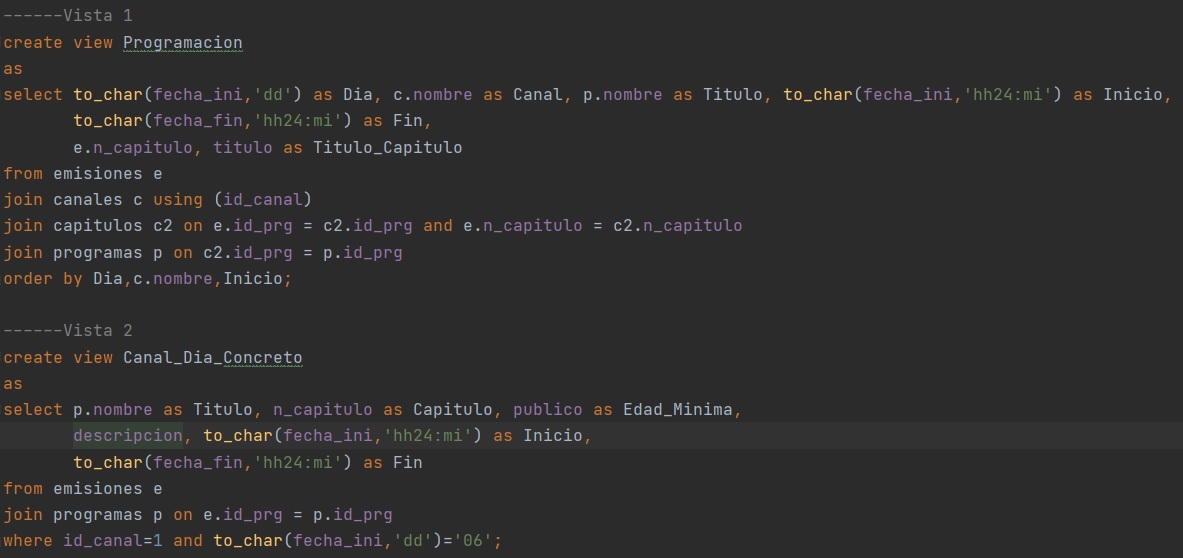 ------Vista 1
create view Programacion
as
select to_char(fecha_ini,'dd') as Dia, c.nombre as Canal, p.nombre as Titulo, to_char(fecha_ini,'hh24:mi') as Inicio,
       to_char(fecha_fin,'hh24:mi') as Fin,
       e.n_capitulo, titulo as Titulo_Capitulo
from emisiones e
join canales c using (id_canal)
join capitulos c2 on e.id_prg = c2.id_prg and e.n_capitulo = c2.n_capitulo
join programas p on c2.id_prg = p.id_prg
order by Dia,c.nombre,Inicio;

------Vista 2
create view Canal_Dia_Concreto
as
select p.nombre as Titulo, n_capitulo as Capitulo, publico as Edad_Minima,
       descripcion, to_char(fecha_ini,'hh24:mi') as Inicio,
       to_char(fecha_fin,'hh24:mi') as Fin
from emisiones e
join programas p on e.id_prg = p.id_prg
where id_canal=1 and to_char(fecha_ini,'dd')='06';